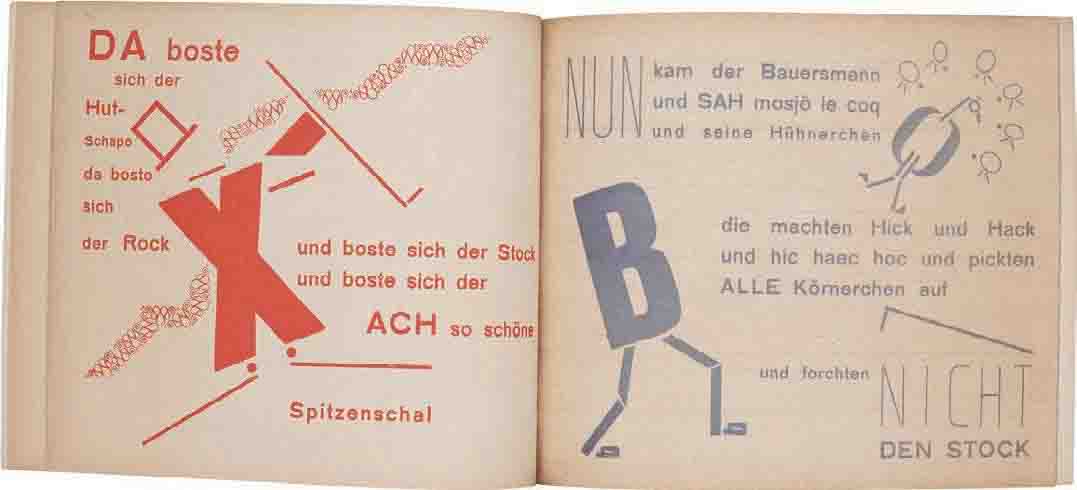 DA boste
sich der
Hut-
Schapo
da bosto
sich
der Rock
und boste sich der Stock
und boste sich der
ACH so schöne
Spitzenschal
NUN kam der Bauersmann
und SAH mosjö le coq
und seine Hühnerchen
die machten Hick und Hack
und hic haec hoc und pickten
ALLE Körnerchen auf
und forchten NICHT
DEN STOCK